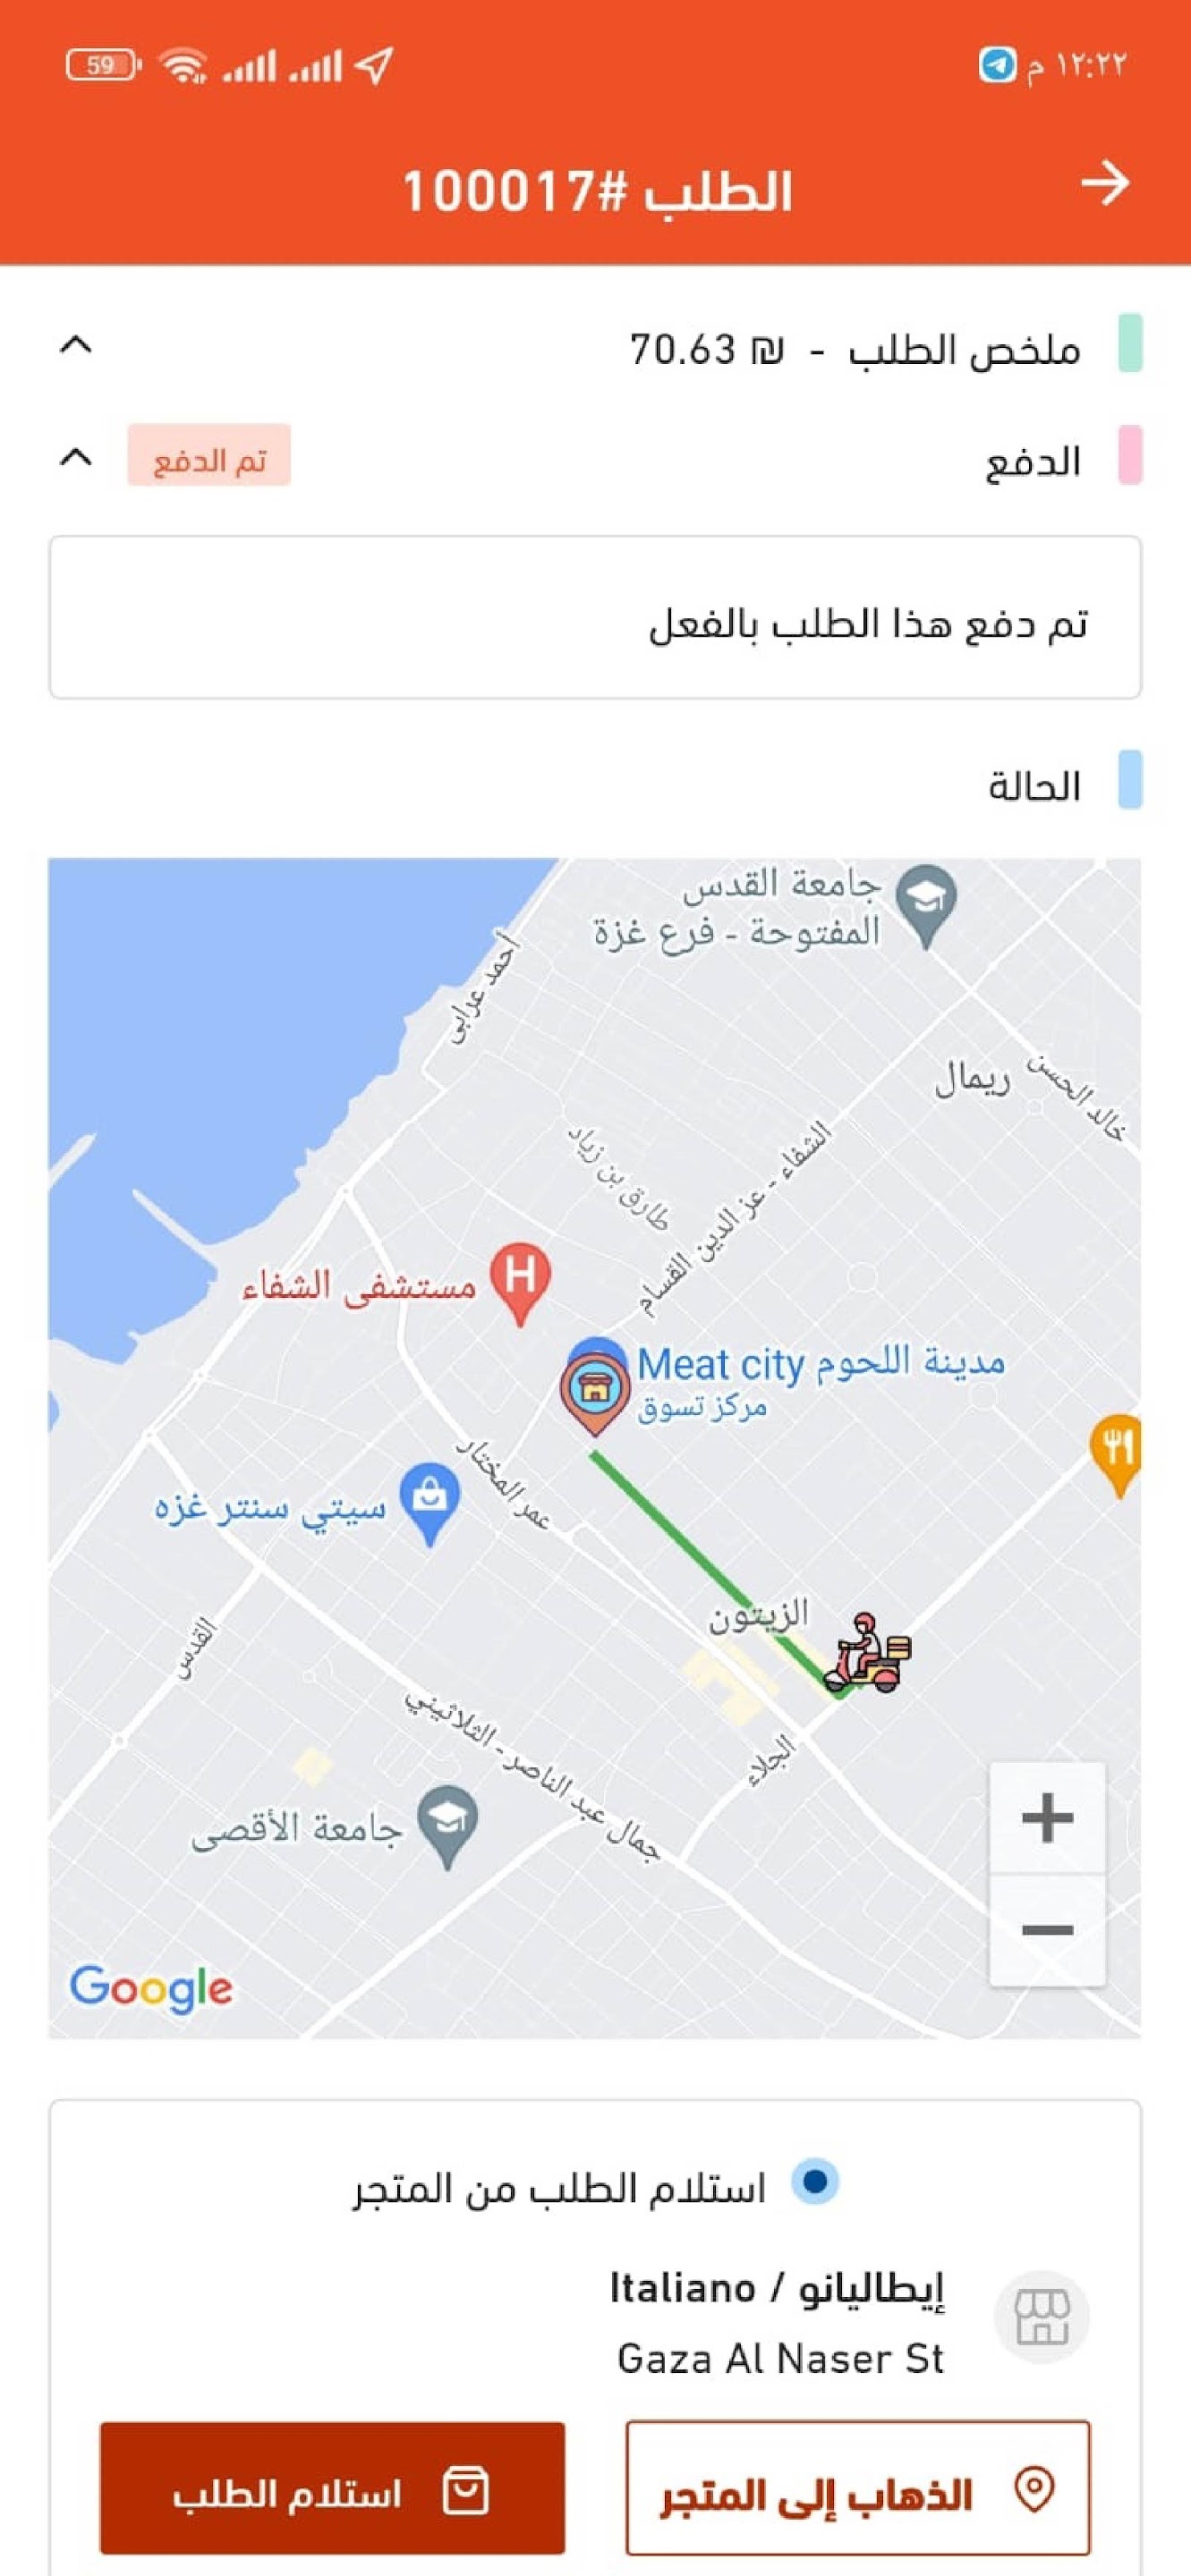 ١٢:٢٢ م
59
الطلب #100017
ملخص الطلب - ₪ 70.63
الدفع
تم الدفع
تم دفع هذا الطلب بالفعل
الحالة
جامعة القدس
المفتوحة - فرع غزة
أحمد عرابي
ريمال
خالد الحسن
طارق بن زياد
الشفاء - عز الدين القسام
مستشفى الشفاء
H
Meat city مدينة اللحوم
مركز تسوق
عمر المختار
سيتي سنتر غزه
الزيتون
القدس
جمال عبد الناصر - الثلاثيني
الجلاء
جامعة الأقصى
+
−
Google
استلام الطلب من المتجر
إيطاليانو / Italiano
Gaza Al Naser St
الذهاب إلى المتجر
استلام الطلب